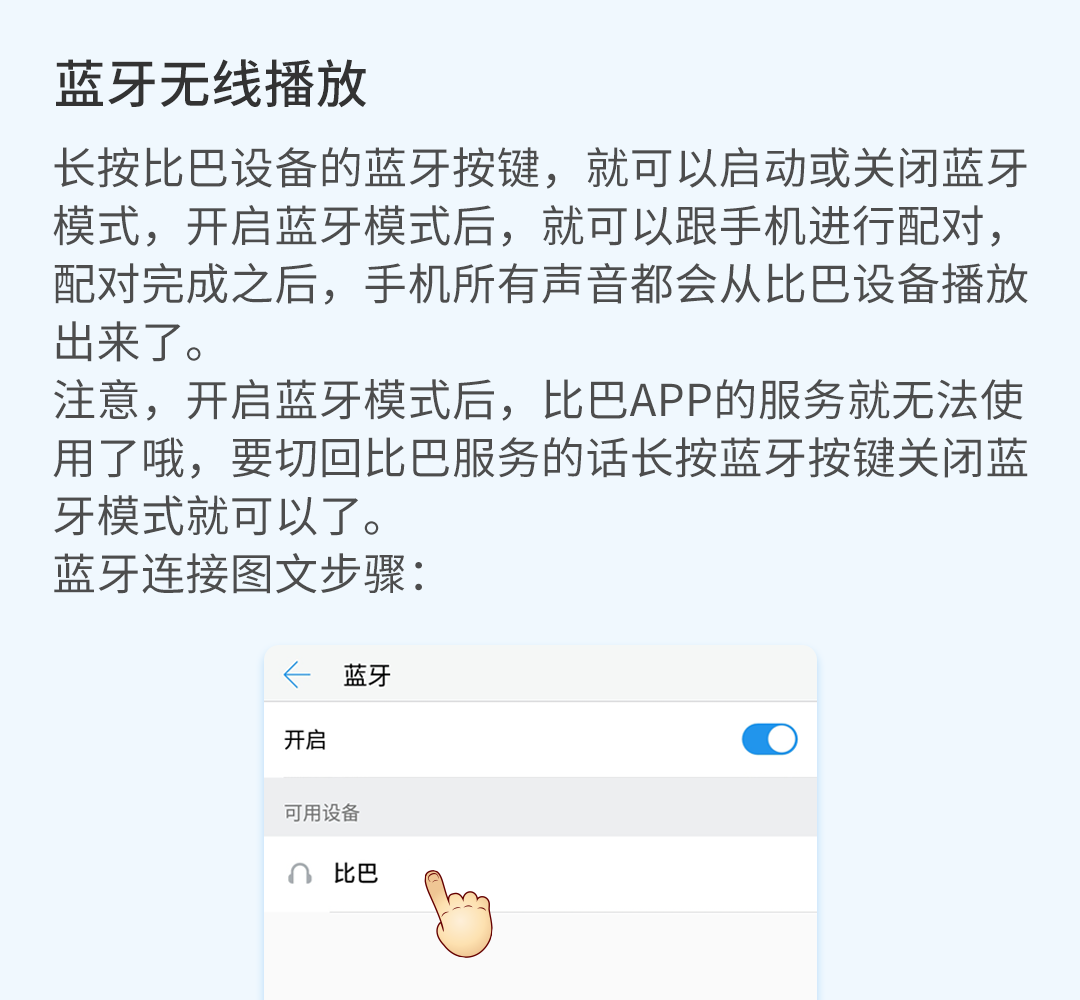 蓝牙无线播放
长按比巴设备的蓝牙按键，就可以启动或关闭蓝牙
模式，开启蓝牙模式后，就可以跟手机进行配对，
配对完成之后，手机所有声音都会从比巴设备播放
出来了。
注意，开启蓝牙模式后，比巴APP的服务就无法使
用了哦，要切回比巴服务的话长按蓝牙按键关闭蓝
牙模式就可以了。
蓝牙连接图文步骤：
蓝牙
开启
可用设备
比巴